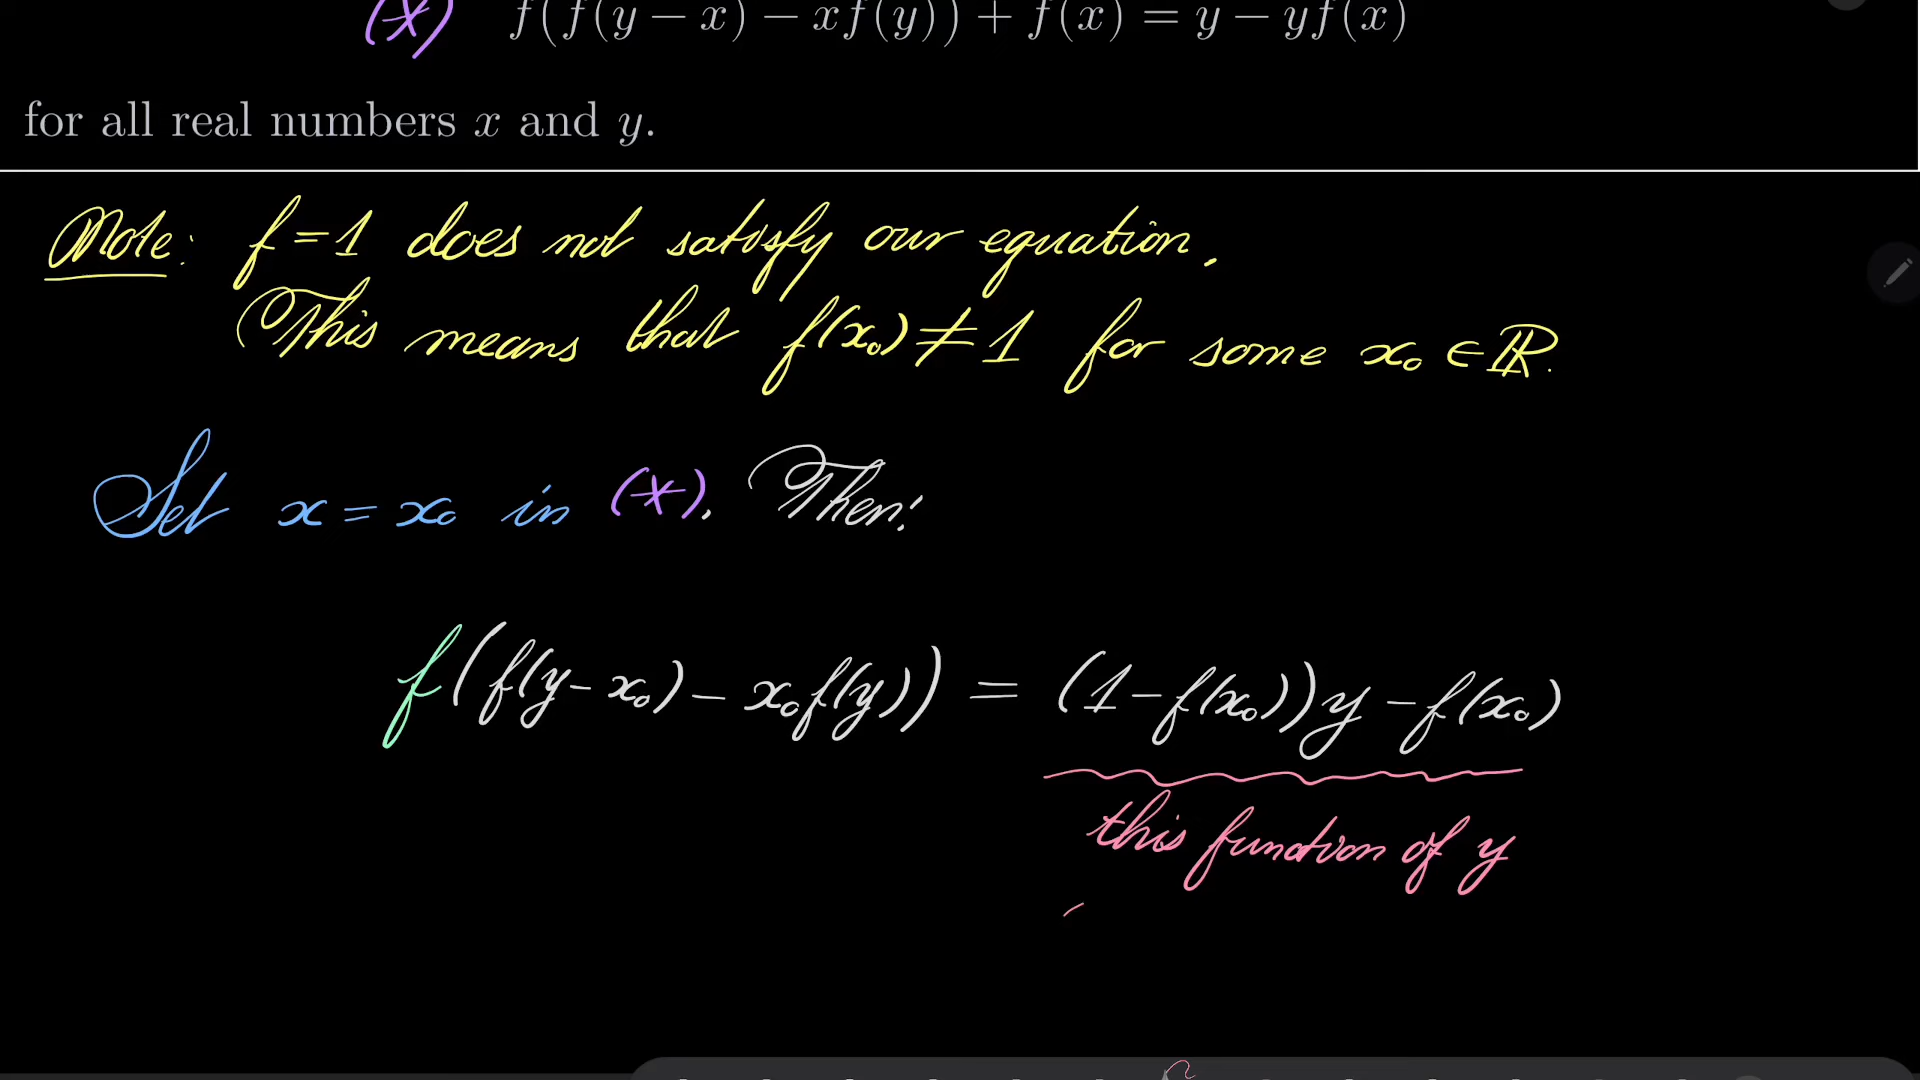 (*) f(f(y − x) − xf(y)) + f(x) = y − yf(x)
for all real numbers x and y.
Note: f = 1 does not satisfy our equation.
This means that f(x₀) ≠ 1 for some x₀ ∈ ℝ.
Set x = x₀ in (*). Then:
f(f(y − x₀) − x₀f(y)) = (1 − f(x₀))y − f(x₀)
this function of y